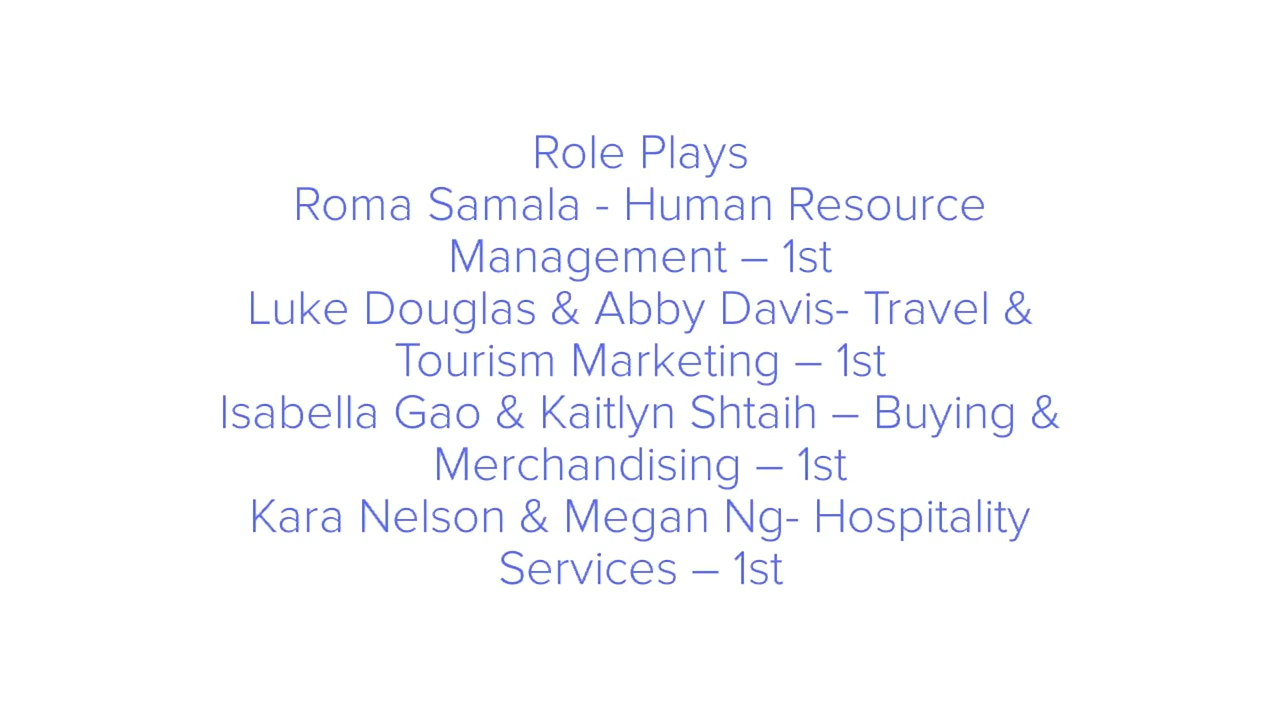 Role Plays
Roma Samala - Human Resource
Management – 1st
Luke Douglas & Abby Davis- Travel &
Tourism Marketing – 1st
Isabella Gao & Kaitlyn Shtaih – Buying &
Merchandising – 1st
Kara Nelson & Megan Ng- Hospitality
Services – 1st